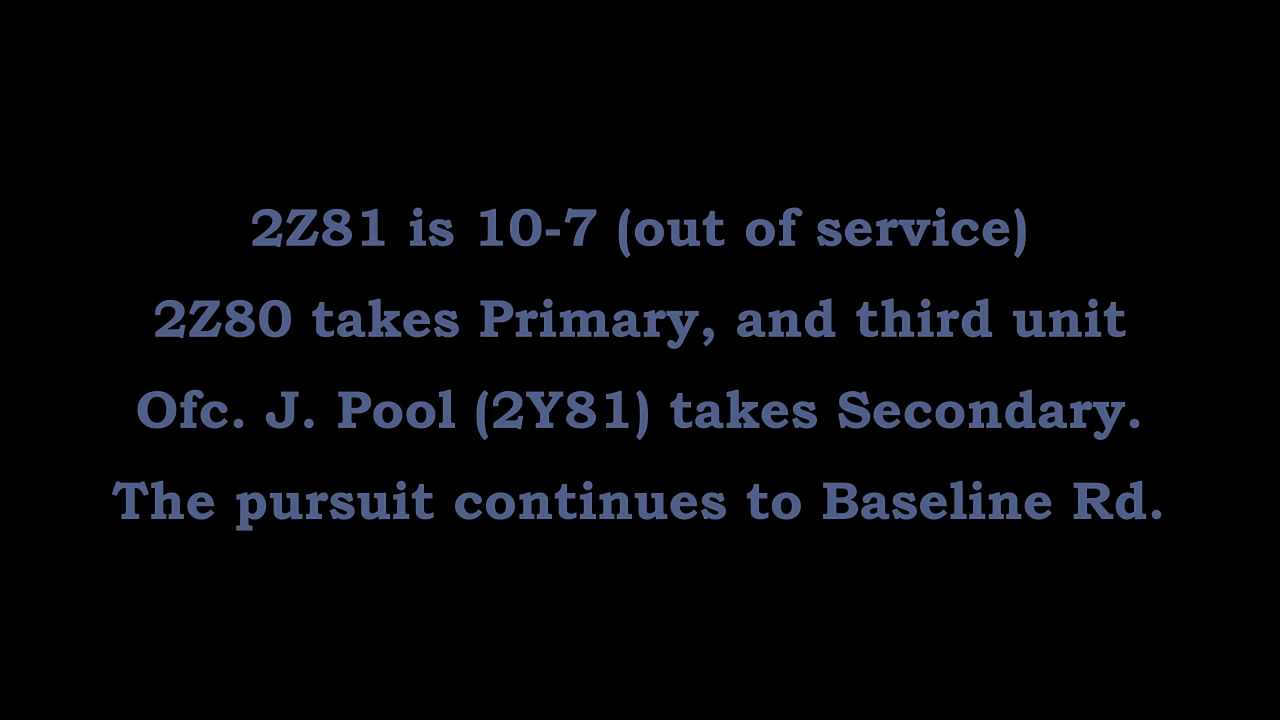 2Z81 is 10-7 (out of service)
2Z80 takes Primary, and third unit
Ofc. J. Pool (2Y81) takes Secondary.
The pursuit continues to Baseline Rd.